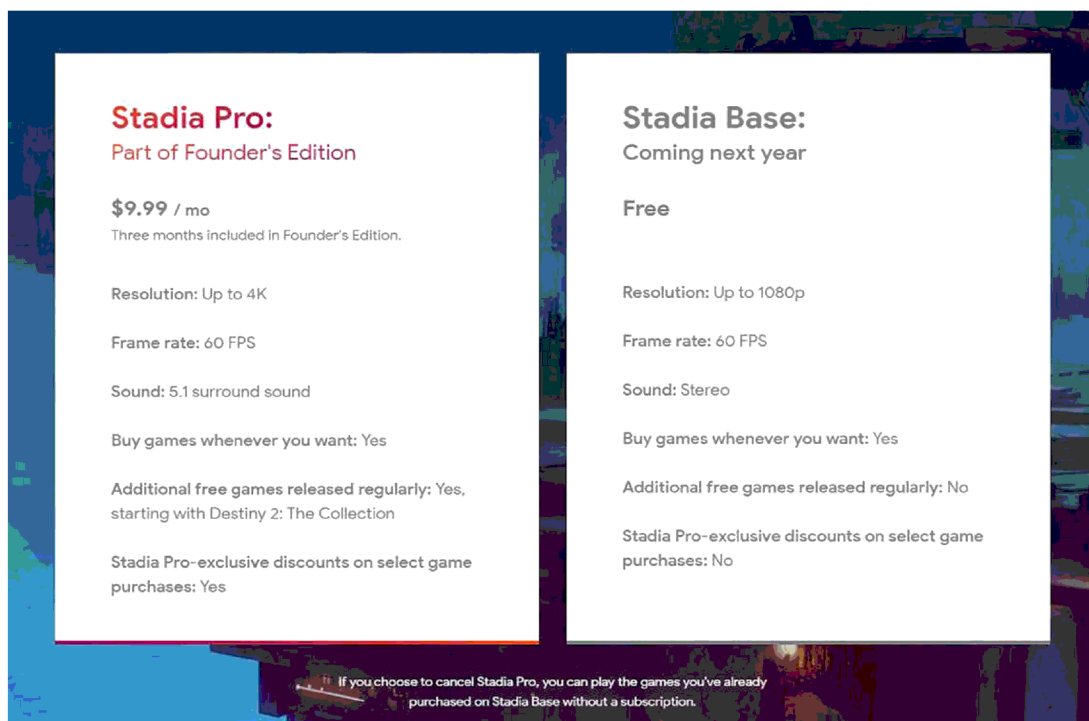 Stadia Pro:
Part of Founder's Edition
$9.99 / mo
Three months included in Founder's Edition.
Resolution: Up to 4K
Frame rate: 60 FPS
Sound: 5.1 surround sound
Buy games whenever you want: Yes
Additional free games released regularly: Yes,
starting with Destiny 2: The Collection
Stadia Pro-exclusive discounts on select game
purchases: Yes
Stadia Base:
Coming next year
Free
Resolution: Up to 1080p
Frame rate: 60 FPS
Sound: Stereo
Buy games whenever you want: Yes
Additional free games released regularly: No
Stadia Pro-exclusive discounts on select game
purchases: No
If you choose to cancel Stadia Pro, you can play the games you've already
purchased on Stadia Base without a subscription.